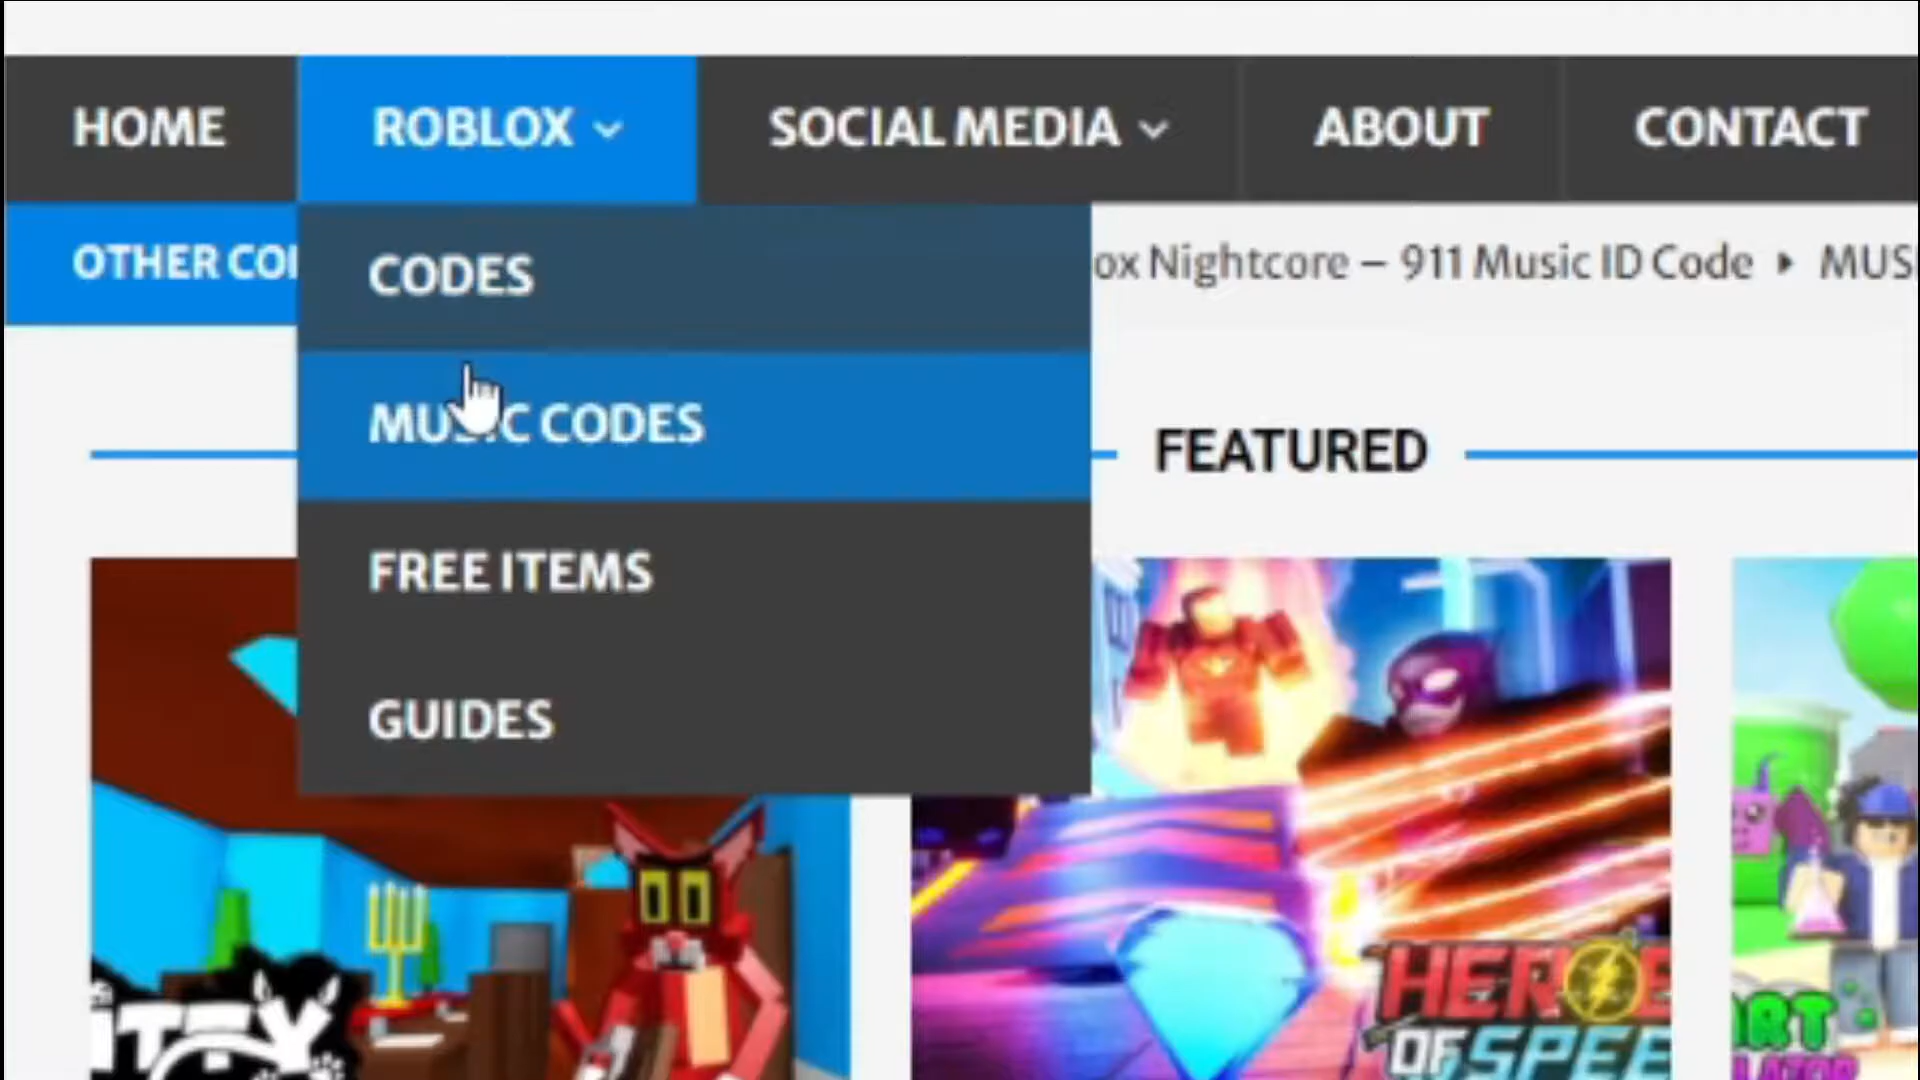 HOME ROBLOX SOCIAL MEDIA ABOUT CONTACT
OTHER ox Nightcore – 911 Music ID Code
CODES
MUSIC CODES
FEATURED
FREE ITEMS
GUIDES
OF